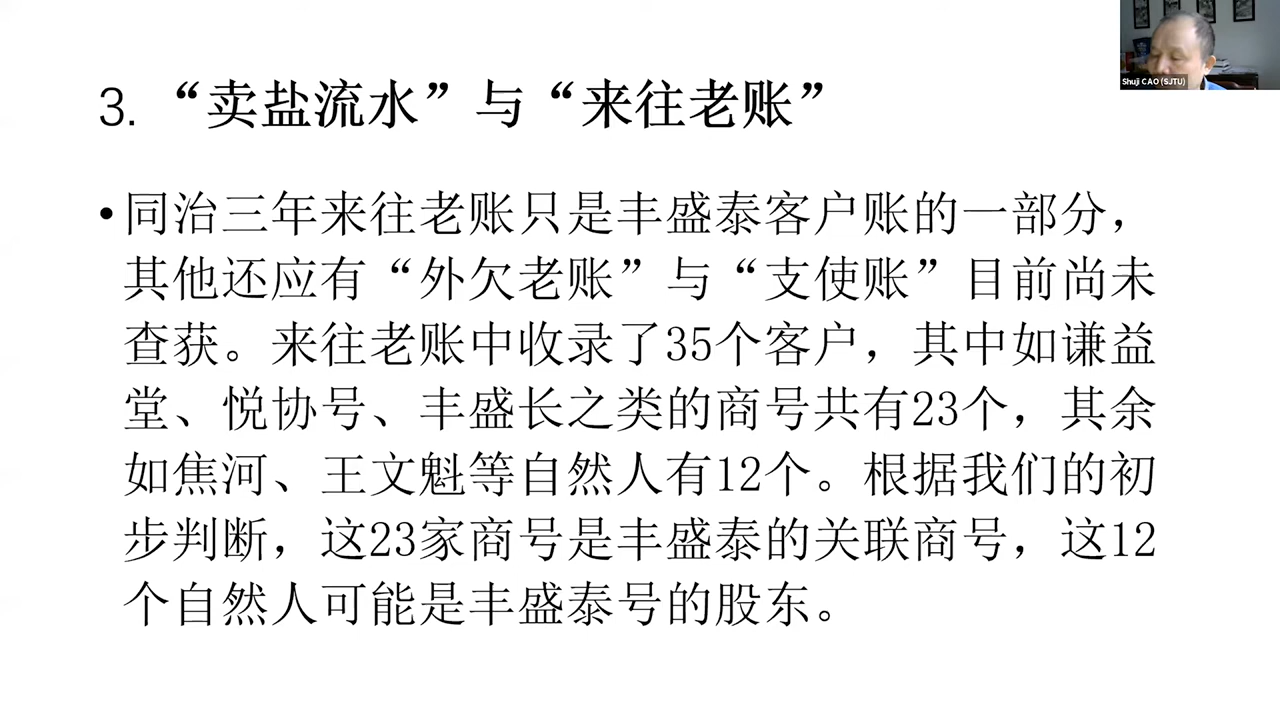 Shuji CAO (SJTU)
3. “卖盐流水”与“来往老账”
•同治三年来往老账只是丰盛泰客户账的一部分，
其他还应有“外欠老账”与“支使账”目前尚未
查获。来往老账中收录了35个客户，其中如谦益
堂、悦协号、丰盛长之类的商号共有23个，其余
如焦河、王文魁等自然人有12个。根据我们的初
步判断，这23家商号是丰盛泰的关联商号，这12
个自然人可能是丰盛泰号的股东。